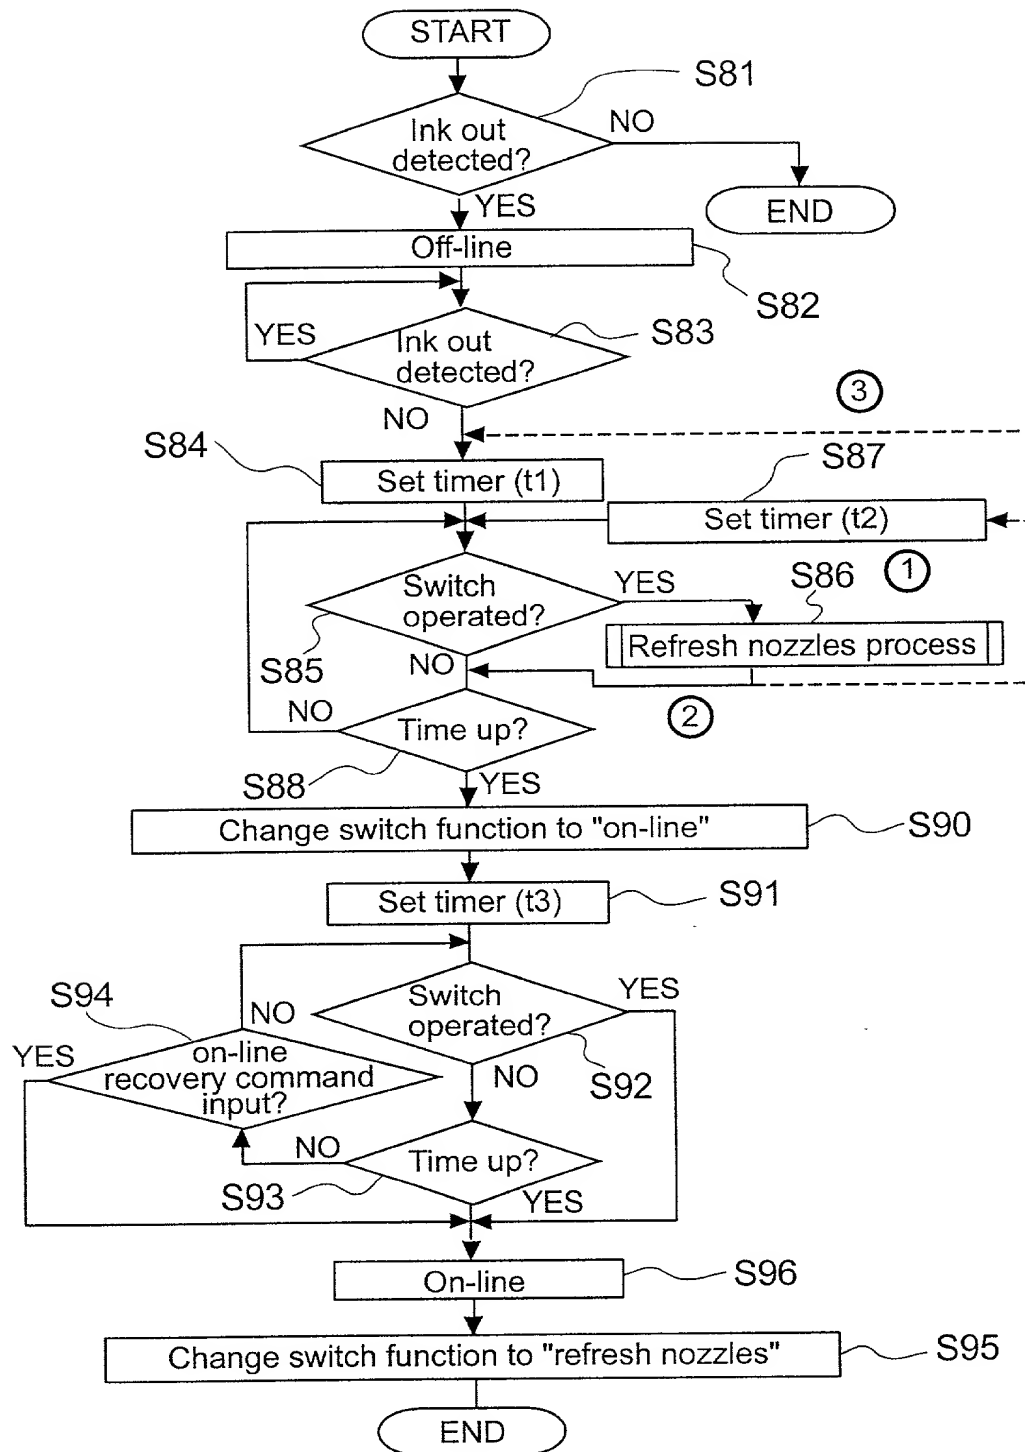 START
S81
Ink out
detected?
NO
END
YES
Off-line
S82
YES
Ink out
detected?
S83
NO
3
S84
Set timer (t1)
S87
Set timer (t2)
1
Switch
operated?
YES
S86
S85
Refresh nozzles process
NO
NO
2
Time up?
S88
YES
Change switch function to "on-line"
S90
Set timer (t3)
S91
S94
NO
Switch
operated?
YES
YES
on-line
recovery command
input?
NO
S92
NO
Time up?
S93
YES
On-line
S96
Change switch function to "refresh nozzles"
S95
END